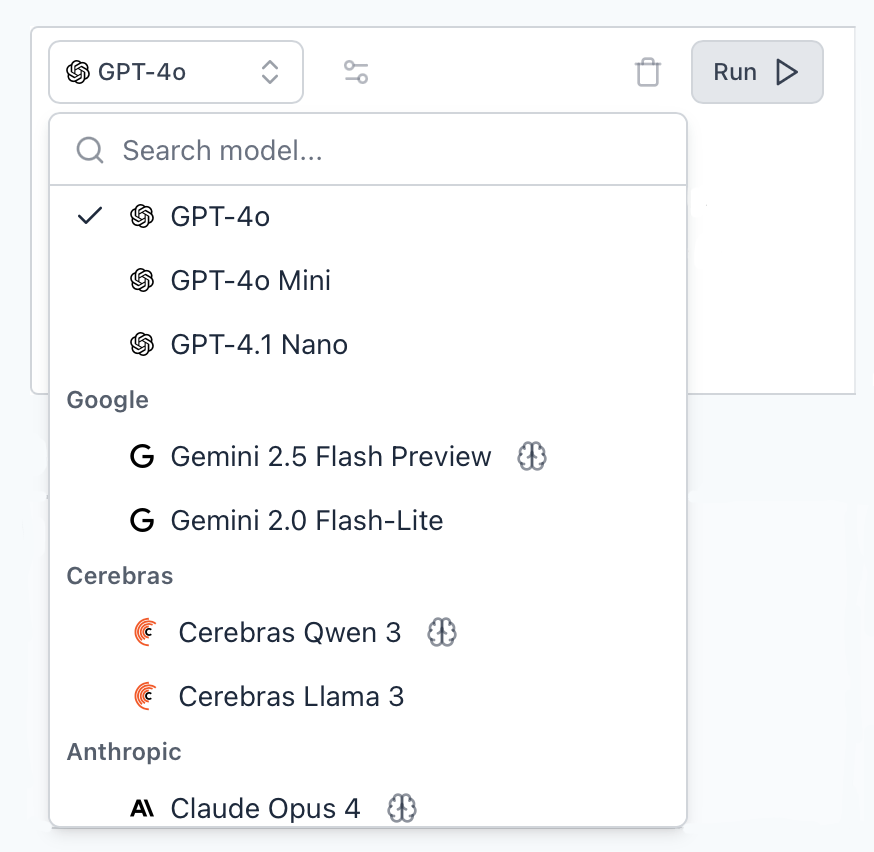 GPT-4o
Run
Search model...
GPT-4o
GPT-4o Mini
GPT-4.1 Nano
Google
Gemini 2.5 Flash Preview
Gemini 2.0 Flash-Lite
Cerebras
Cerebras Qwen 3
Cerebras Llama 3
Anthropic
Claude Opus 4